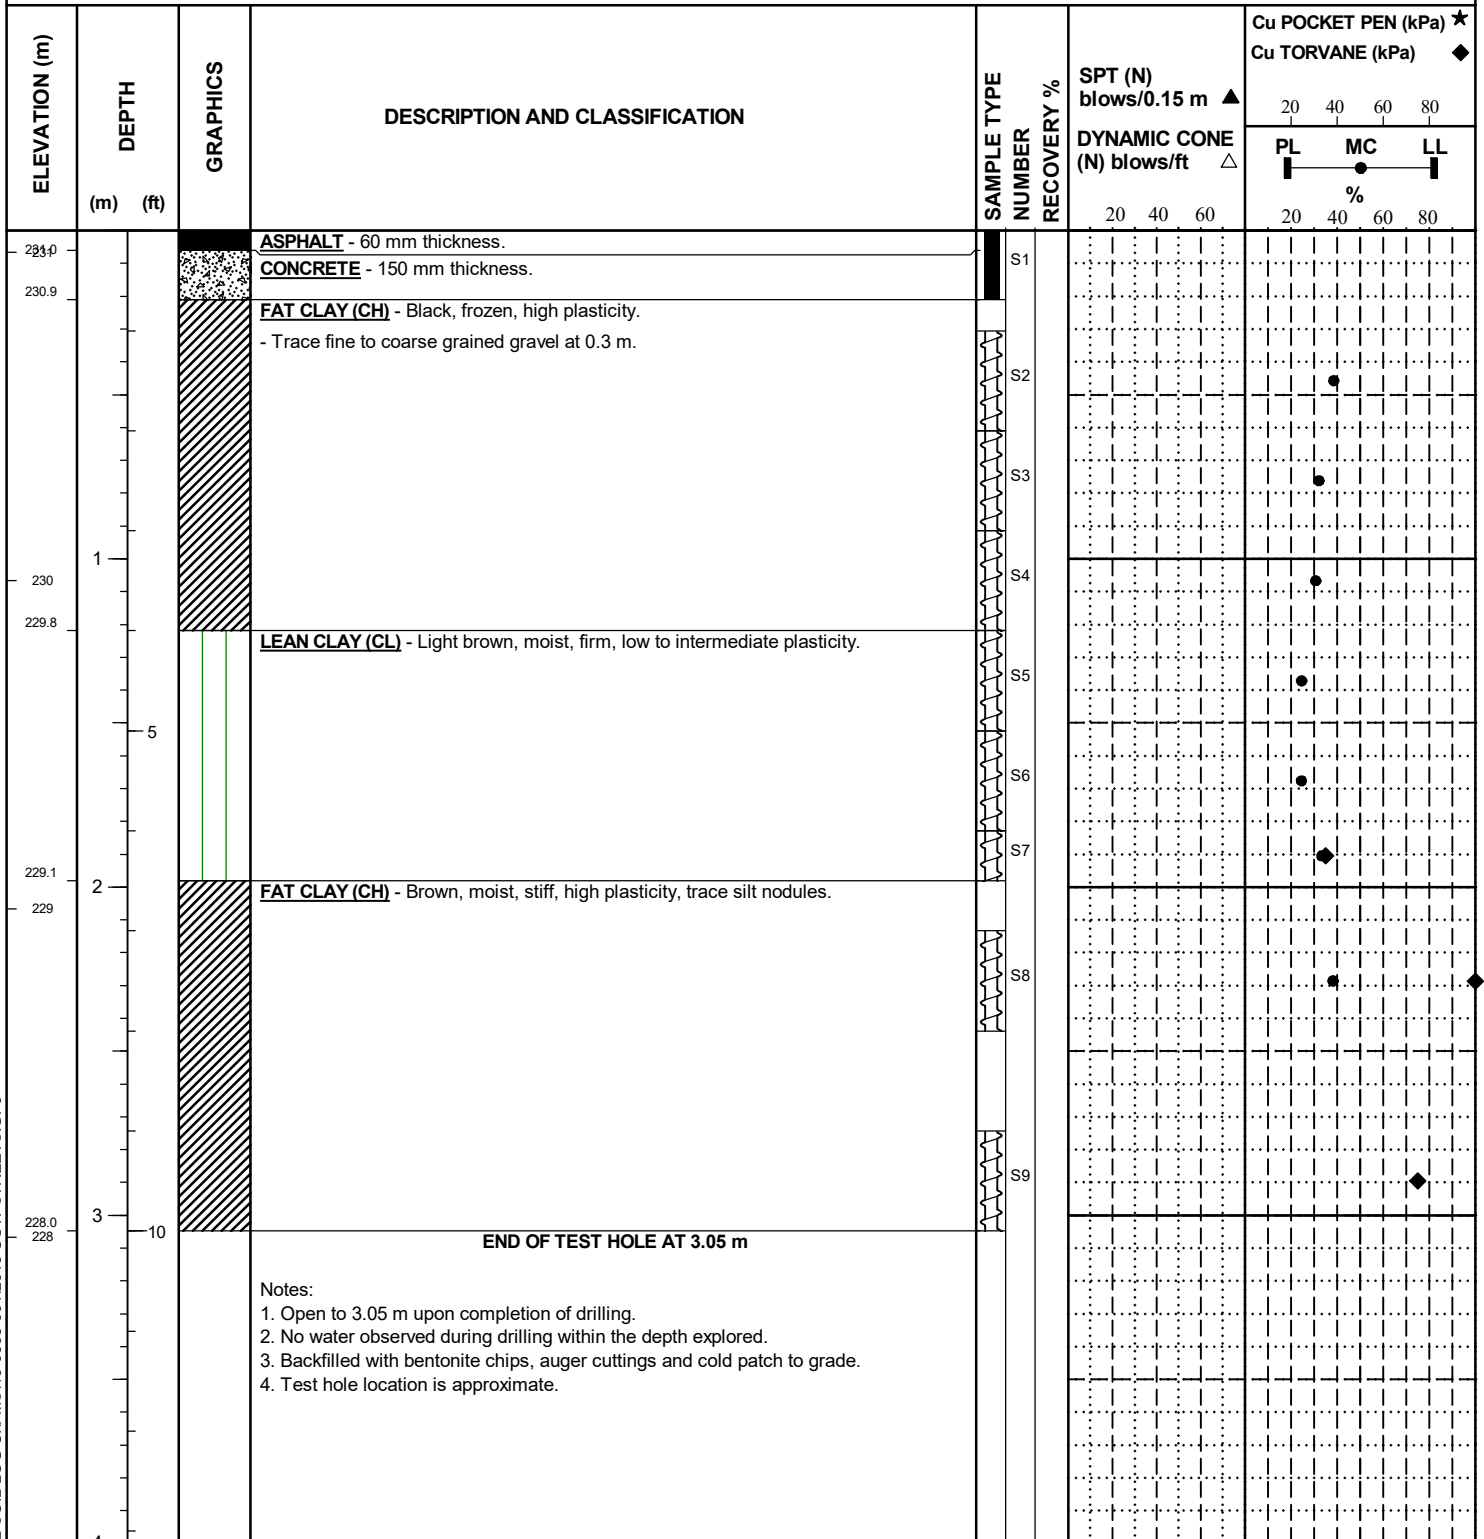 ELEVATION (m)
DEPTH
(m) (ft)
GRAPHICS
DESCRIPTION AND CLASSIFICATION
SAMPLE TYPE
NUMBER
RECOVERY %
SPT (N)
blows/0.15 m ▲
DYNAMIC CONE
(N) blows/ft △
20 40 60
Cu POCKET PEN (kPa) ★
Cu TORVANE (kPa) ◆
20 40 60 80
PL MC LL
%
20 40 60 80
231.0
231
ASPHALT - 60 mm thickness.
S1
CONCRETE - 150 mm thickness.
230.9
FAT CLAY (CH) - Black, frozen, high plasticity.
- Trace fine to coarse grained gravel at 0.3 m.
S2
S3
1
230
S4
229.8
LEAN CLAY (CL) - Light brown, moist, firm, low to intermediate plasticity.
S5
5
S6
S7
229.1
2
FAT CLAY (CH) - Brown, moist, stiff, high plasticity, trace silt nodules.
229
S8
S9
3
228.0
228
10
END OF TEST HOLE AT 3.05 m
Notes:
1. Open to 3.05 m upon completion of drilling.
2. No water observed during drilling within the depth explored.
3. Backfilled with bentonite chips, auger cuttings and cold patch to grade.
4. Test hole location is approximate.